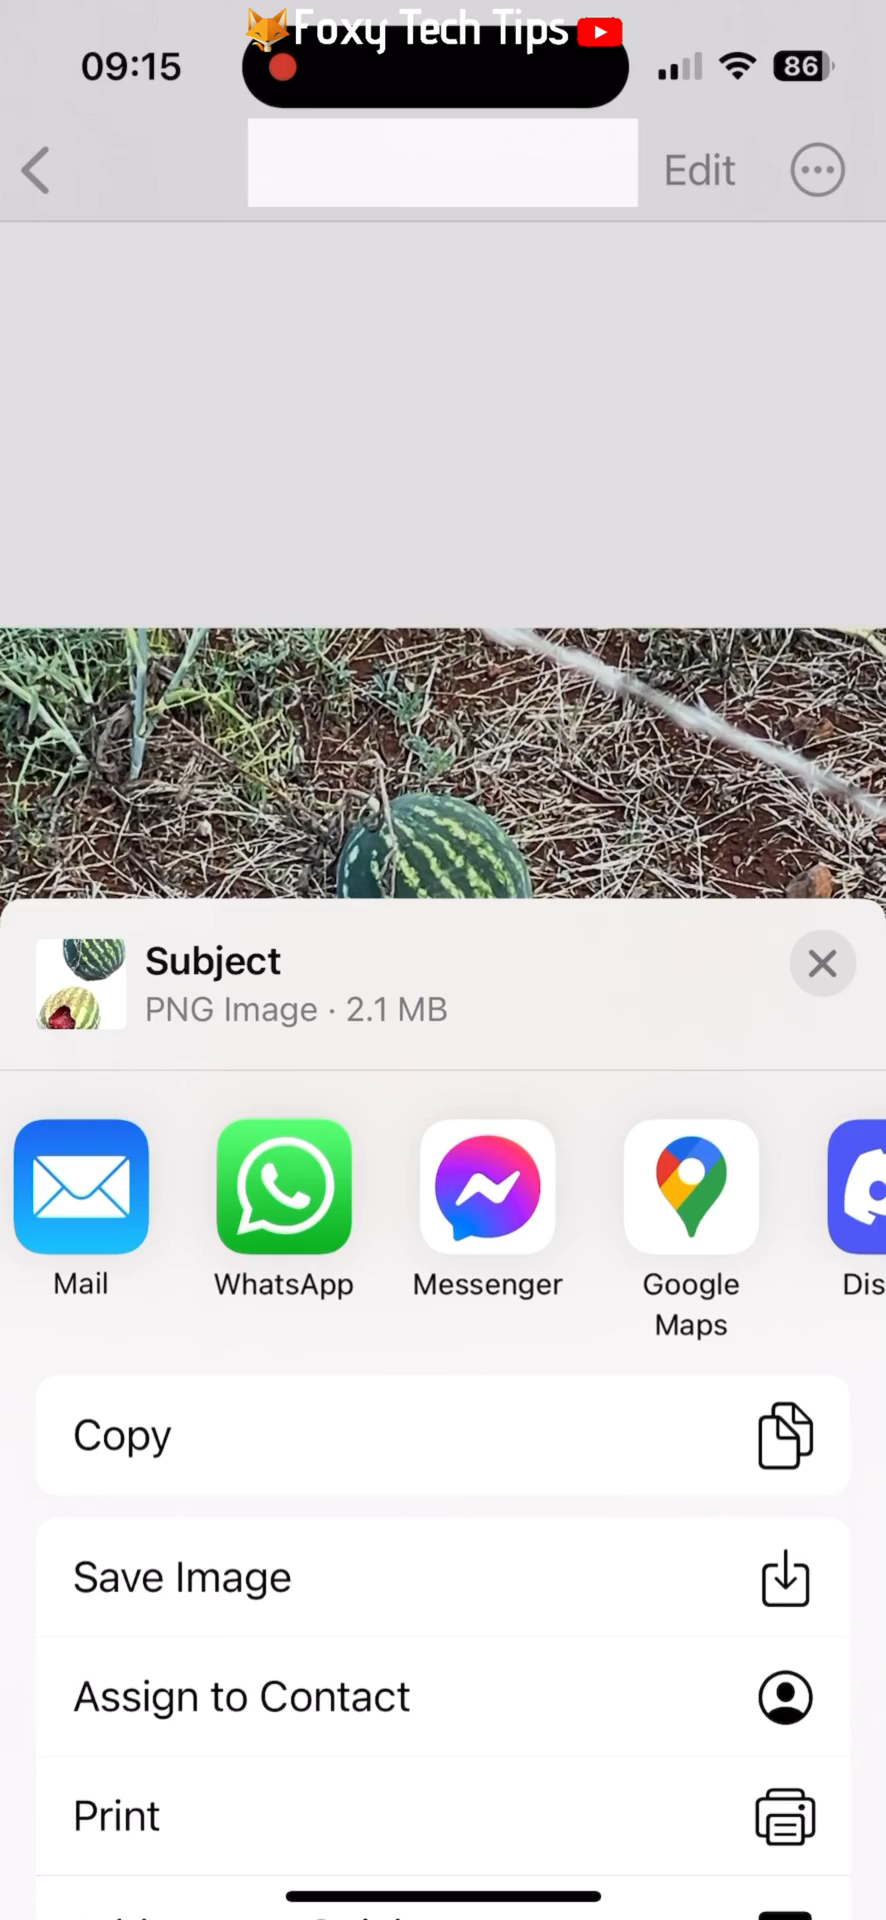 Foxy Tech Tips
09:15
86
Edit
Subject
PNG Image · 2.1 MB
Mail
WhatsApp
Messenger
Google
Maps
Dis
Copy
Save Image
Assign to Contact
Print